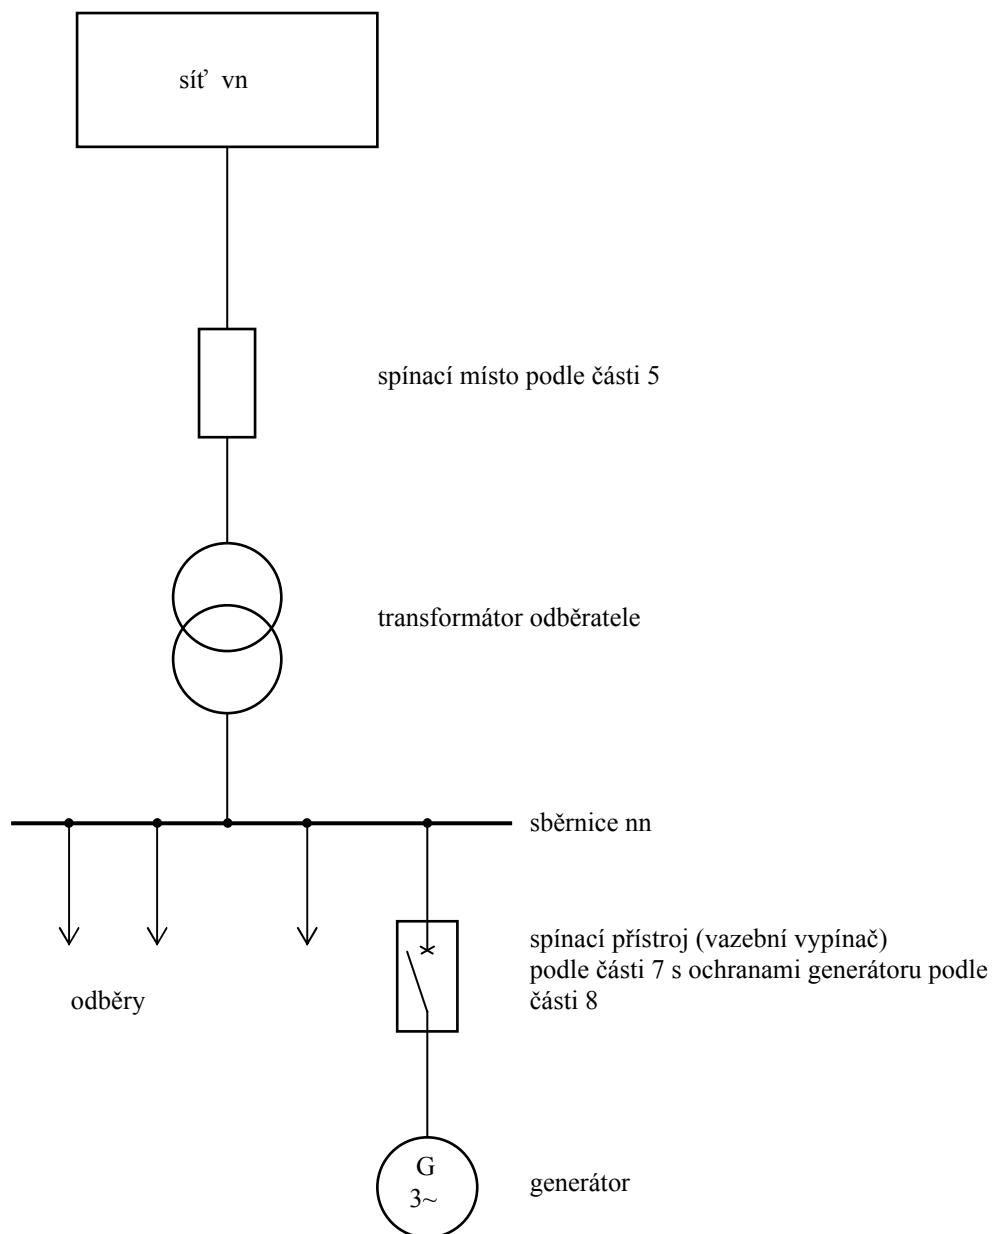 síť vn
spínací místo podle části 5
transformátor odběratele
sběrnice nn
spínací přístroj (vazební vypínač)
podle části 7 s ochranami generátoru podle
části 8
odběry
G
3~
generátor